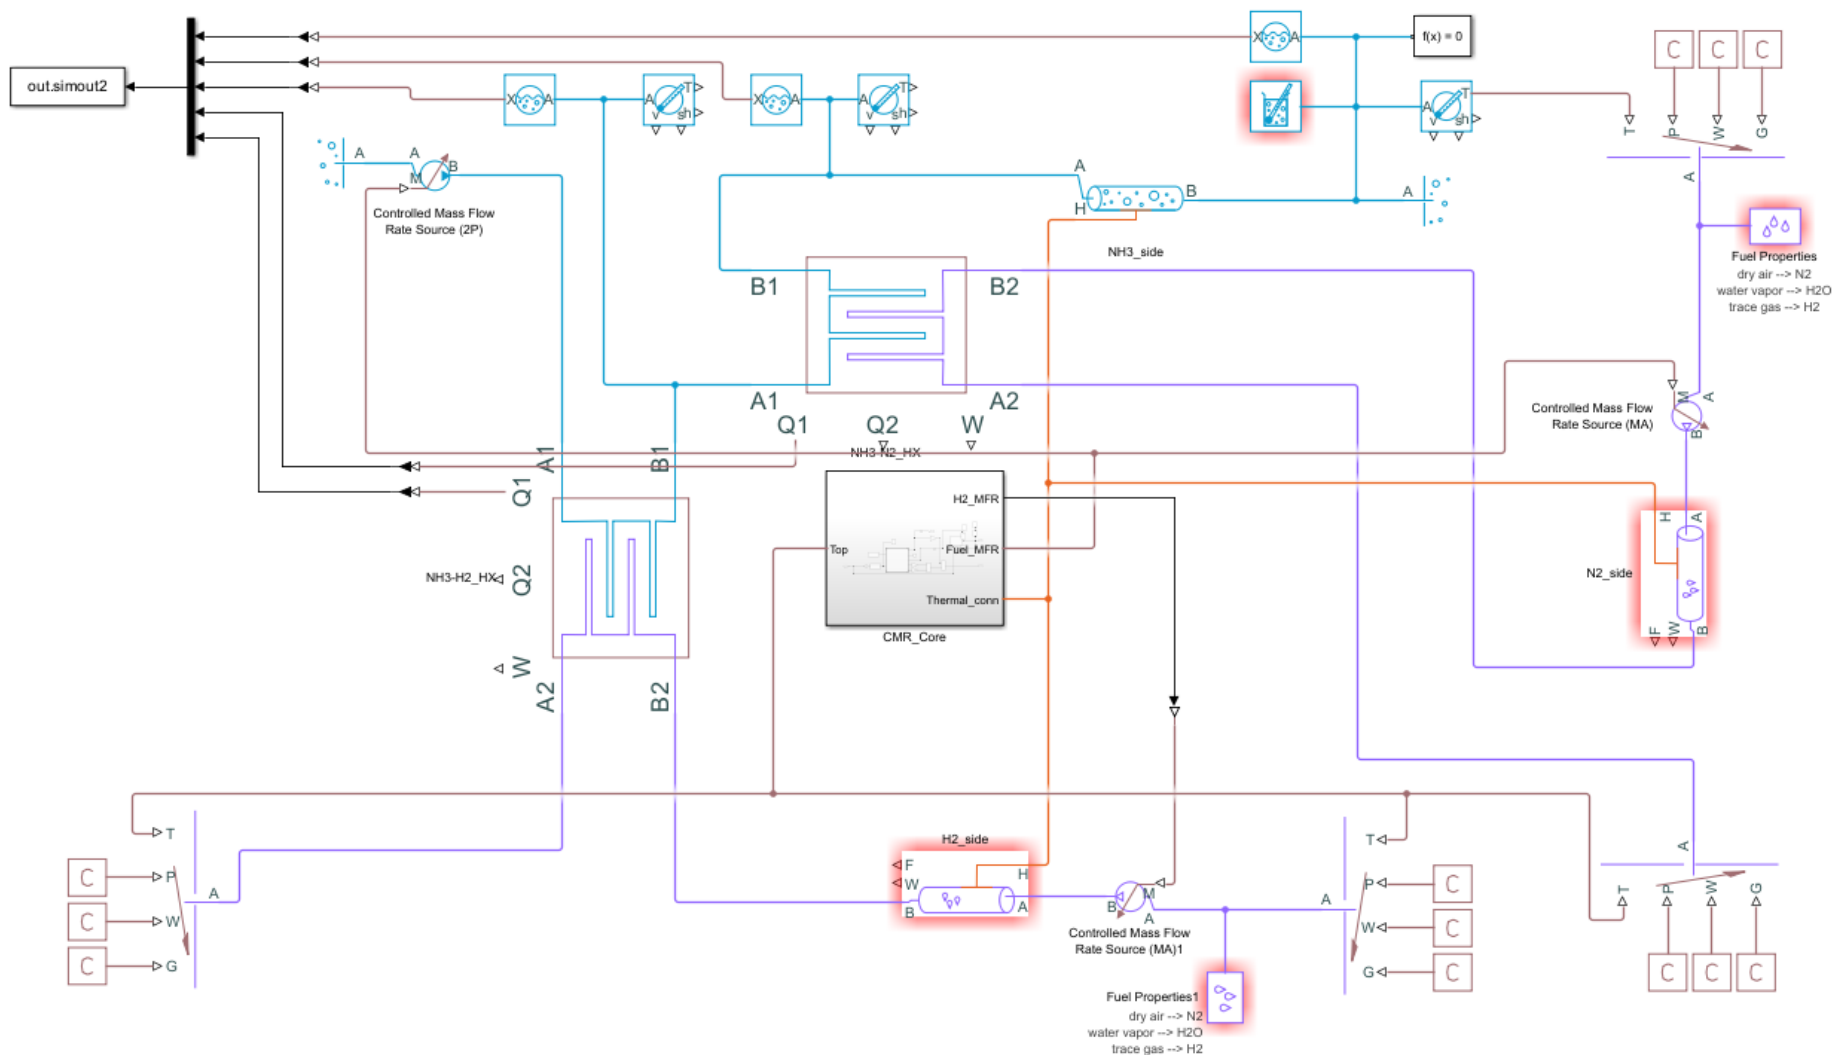 X A
f(x) = 0
C C C
out.simout2
X A
A T
v sh
X A
A T
v sh
A T
v sh
T P W G
A A B
M
A
Controlled Mass Flow
Rate Source (2P)
A
H
B
A
NH3_side
Fuel Properties
dry air --> N2
water vapor --> H2O
trace gas --> H2
B1
B2
A1
A2
Q1
Q2
W
NH3-N2_HX
Controlled Mass Flow
Rate Source (MA)
M A
B
A1
B1
Q1
H2_MFR
Top
Fuel_MFR
Thermal_conn
CMR_Core
H A
N2_side
F W B
NH3-H2_HX
Q2
W
A2
B2
T
P
A
W
G
C
C
C
H2_side
F
W
B
H
A
B
M
A
Controlled Mass Flow
Rate Source (MA)1
Fuel Properties1
dry air --> N2
water vapor --> H2O
trace gas --> H2
T
A
P
W
G
C
C
C
A
T P W G
C C C